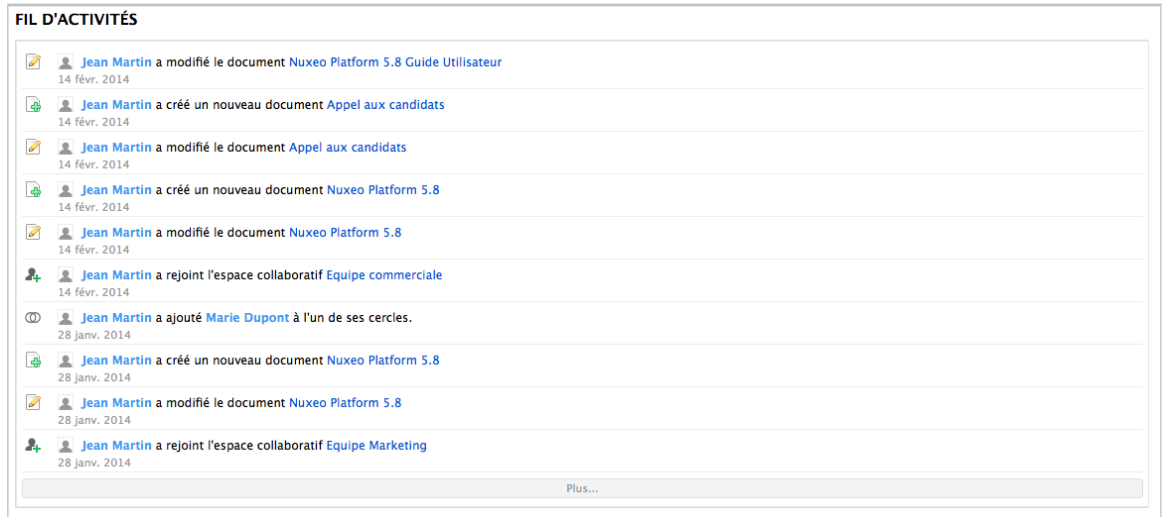 FIL D'ACTIVITÉS
Jean Martin a modifié le document Nuxeo Platform 5.8 Guide Utilisateur
14 févr. 2014
Jean Martin a créé un nouveau document Appel aux candidats
14 févr. 2014
Jean Martin a modifié le document Appel aux candidats
14 févr. 2014
Jean Martin a créé un nouveau document Nuxeo Platform 5.8
14 févr. 2014
Jean Martin a modifié le document Nuxeo Platform 5.8
14 févr. 2014
Jean Martin a rejoint l'espace collaboratif Equipe commerciale
14 févr. 2014
Jean Martin a ajouté Marie Dupont à l'un de ses cercles.
28 janv. 2014
Jean Martin a créé un nouveau document Nuxeo Platform 5.8
28 janv. 2014
Jean Martin a modifié le document Nuxeo Platform 5.8
28 janv. 2014
Jean Martin a rejoint l'espace collaboratif Equipe Marketing
28 janv. 2014
Plus...